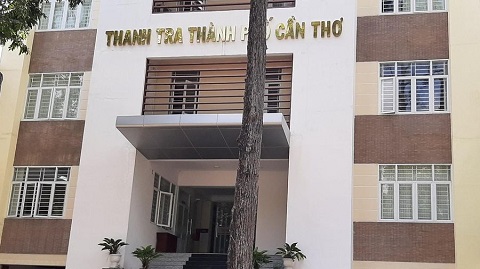 THANH TRA THÀNH PHỐ CẦN THƠ